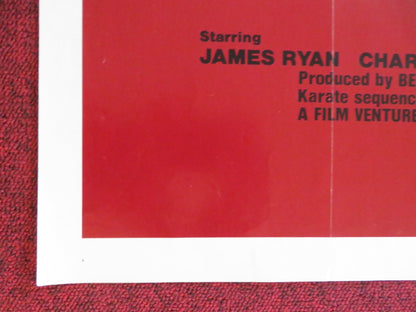 Starring
JAMES RYAN CHAR
Produced by BE
Karate sequenc
A FILM VENTURE